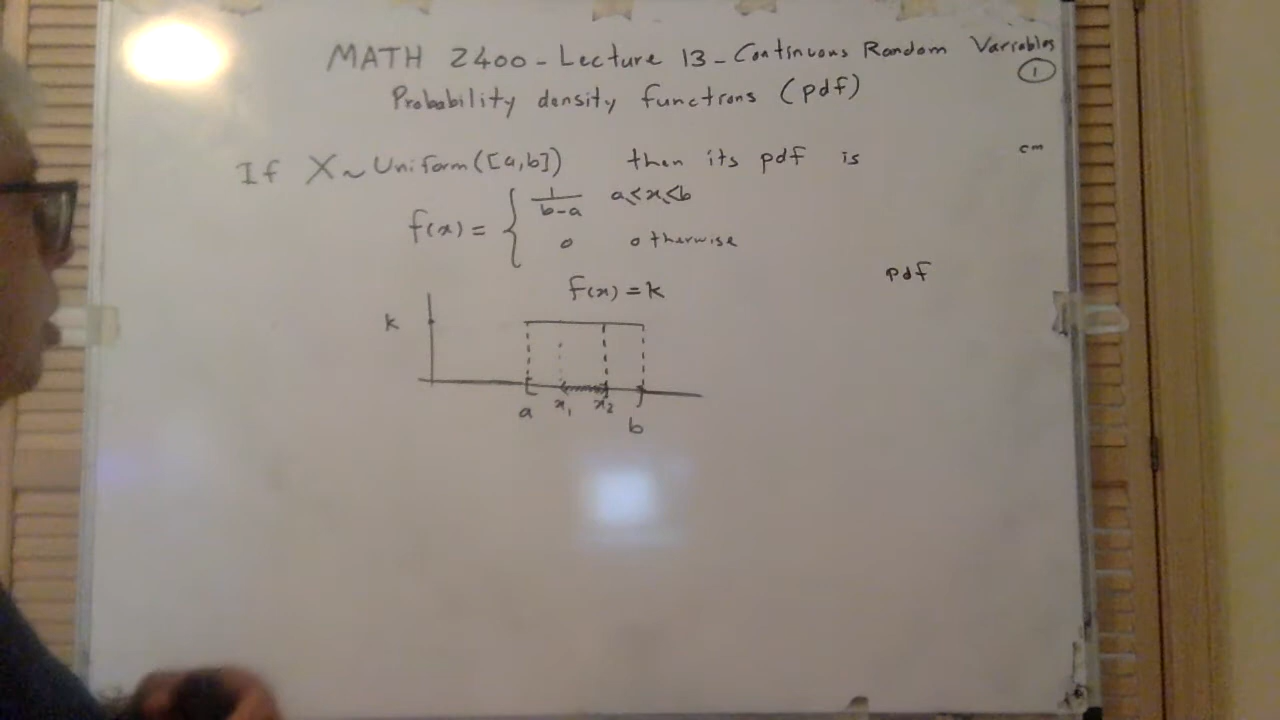 MATH 2400 - Lecture 13 - Continuous Random Variables
1
Probability density functions (pdf)
If X ~ Uniform([a,b]) then its pdf is
cm
f(x) = { 1/(b-a) a≤x≤b
0 otherwise
pdf
f(x) = k
k
a x₁ x₂ b